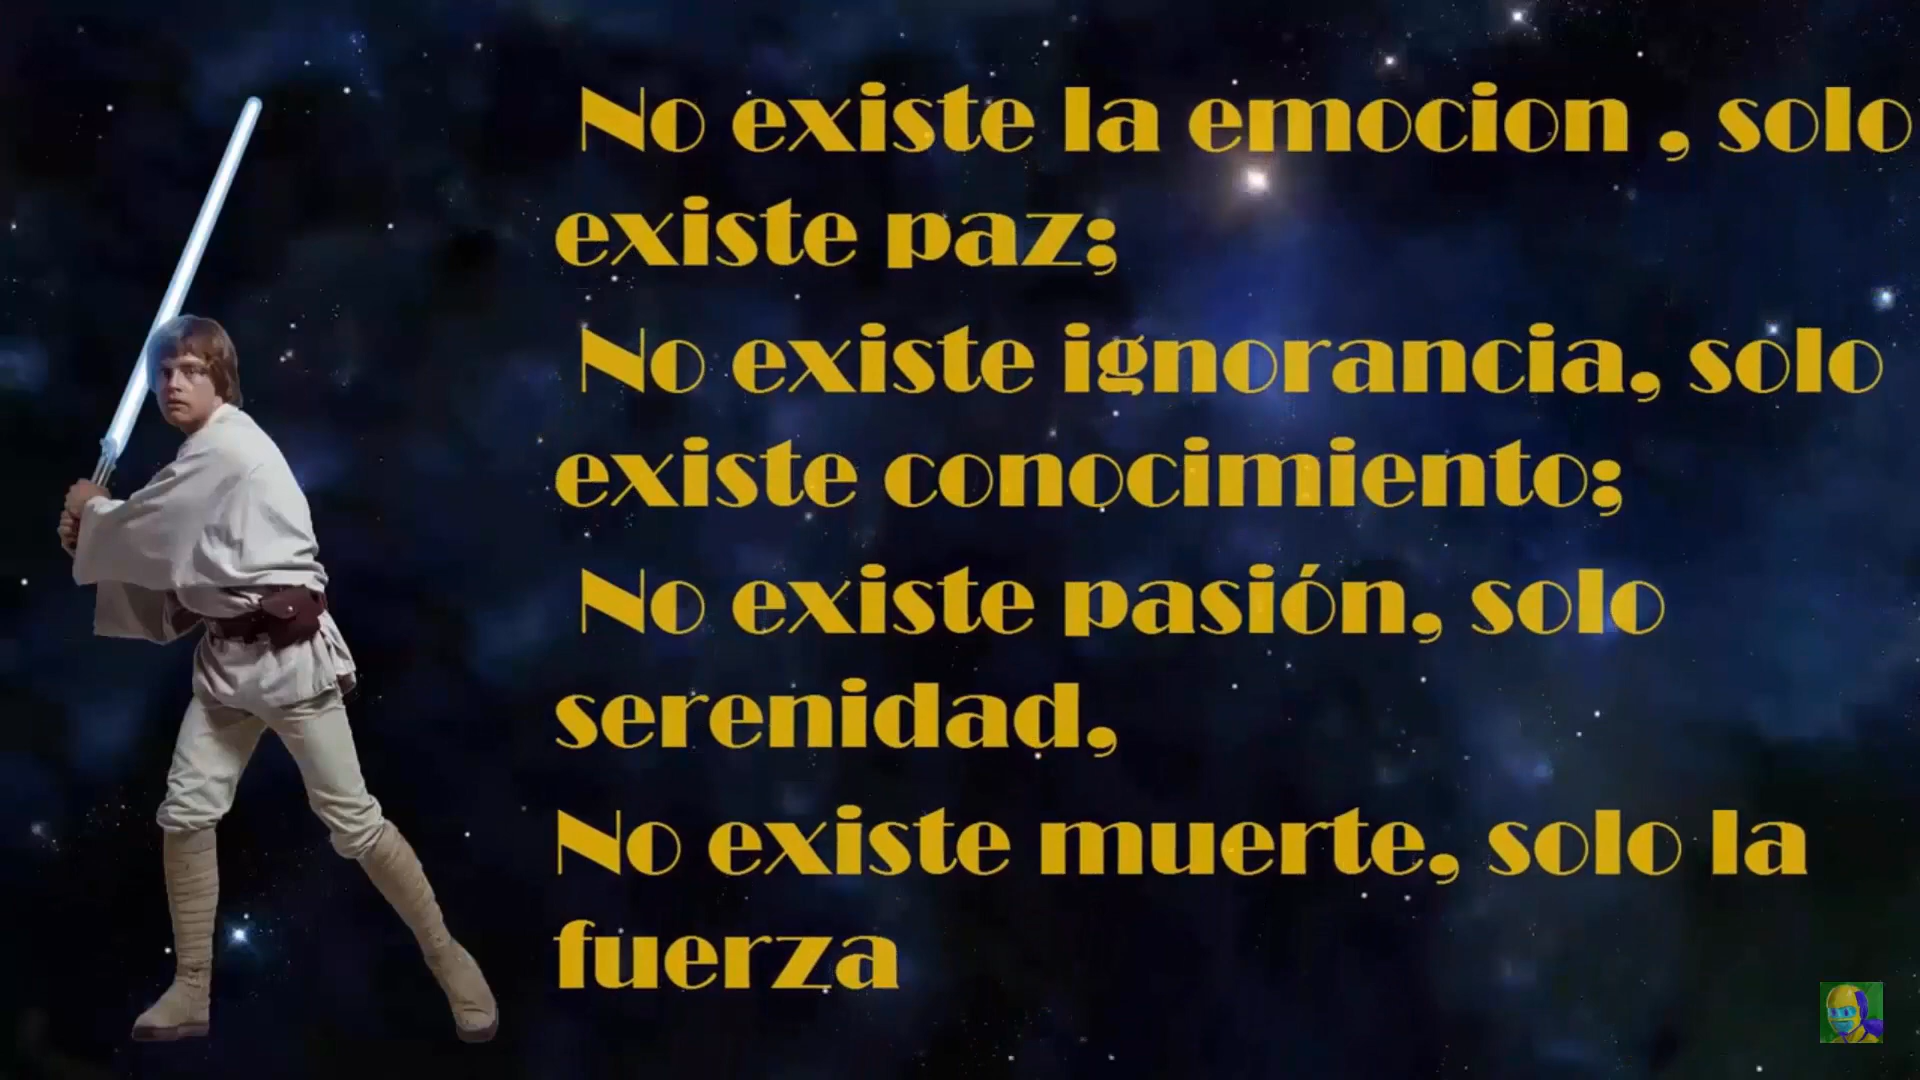 No existe la emocion , solo
existe paz;
No existe ignorancia, solo
existe conocimiento;
No existe pasión, solo
serenidad,
No existe muerte, solo la
fuerza